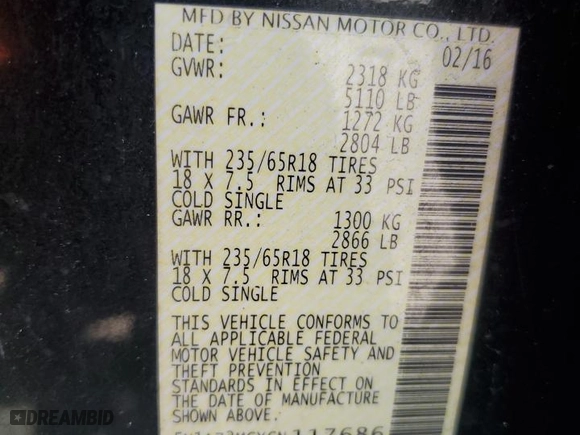 MFD BY NISSAN MOTOR CO., LTD.
DATE: 02/16
GVWR: 2318 KG
5110 LB
GAWR FR.: 1272 KG
2804 LB
WITH 235/65R18 TIRES
18 X 7.5 RIMS AT 33 PSI
COLD SINGLE
GAWR RR.: 1300 KG
2866 LB
WITH 235/65R18 TIRES
18 X 7.5 RIMS AT 33 PSI
COLD SINGLE
THIS VEHICLE CONFORMS TO
ALL APPLICABLE FEDERAL
MOTOR VEHICLE SAFETY AND
THEFT PREVENTION
STANDARDS IN EFFECT ON
THE DATE OF MANUFACTURE
SHOWN ABOVE.
DREAMBID